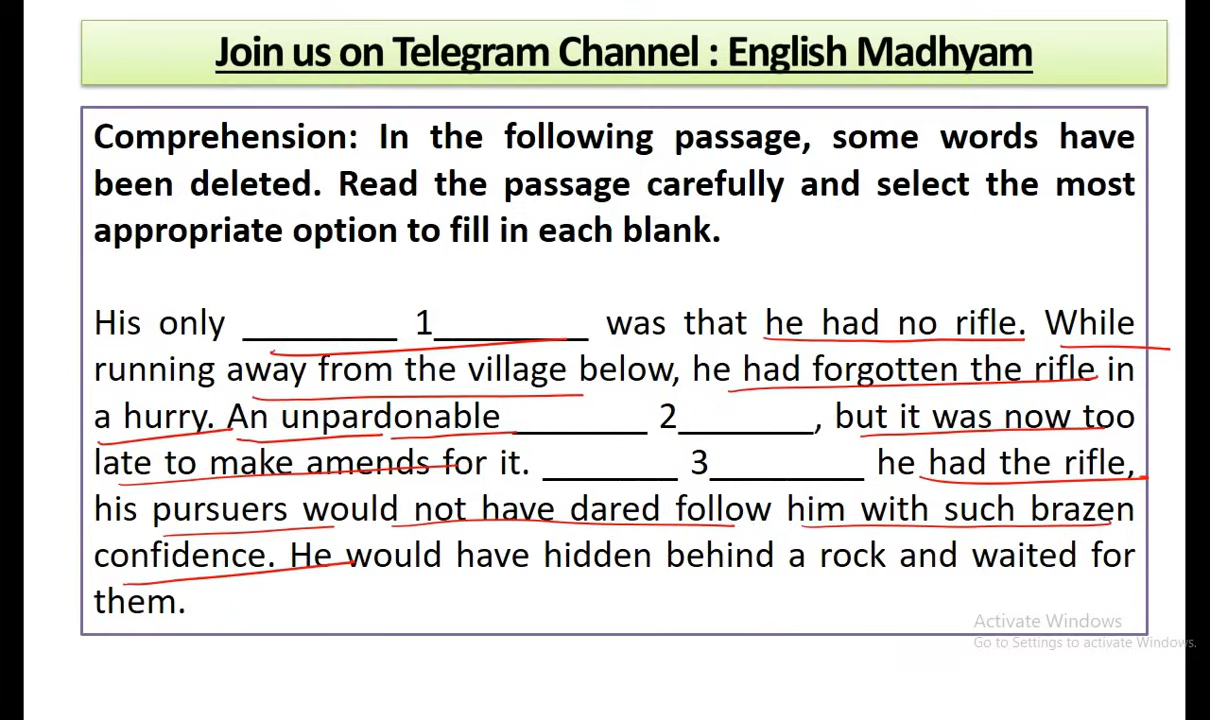 Join us on Telegram Channel : English Madhyam
Comprehension: In the following passage, some words have
been deleted. Read the passage carefully and select the most
appropriate option to fill in each blank.
His only ________ 1________ was that he had no rifle. While
running away from the village below, he had forgotten the rifle in
a hurry. An unpardonable _______ 2_______, but it was now too
late to make amends for it. _______ 3________ he had the rifle,
his pursuers would not have dared follow him with such brazen
confidence. He would have hidden behind a rock and waited for
them.
Activate Windows
Go to Settings to activate Windows.